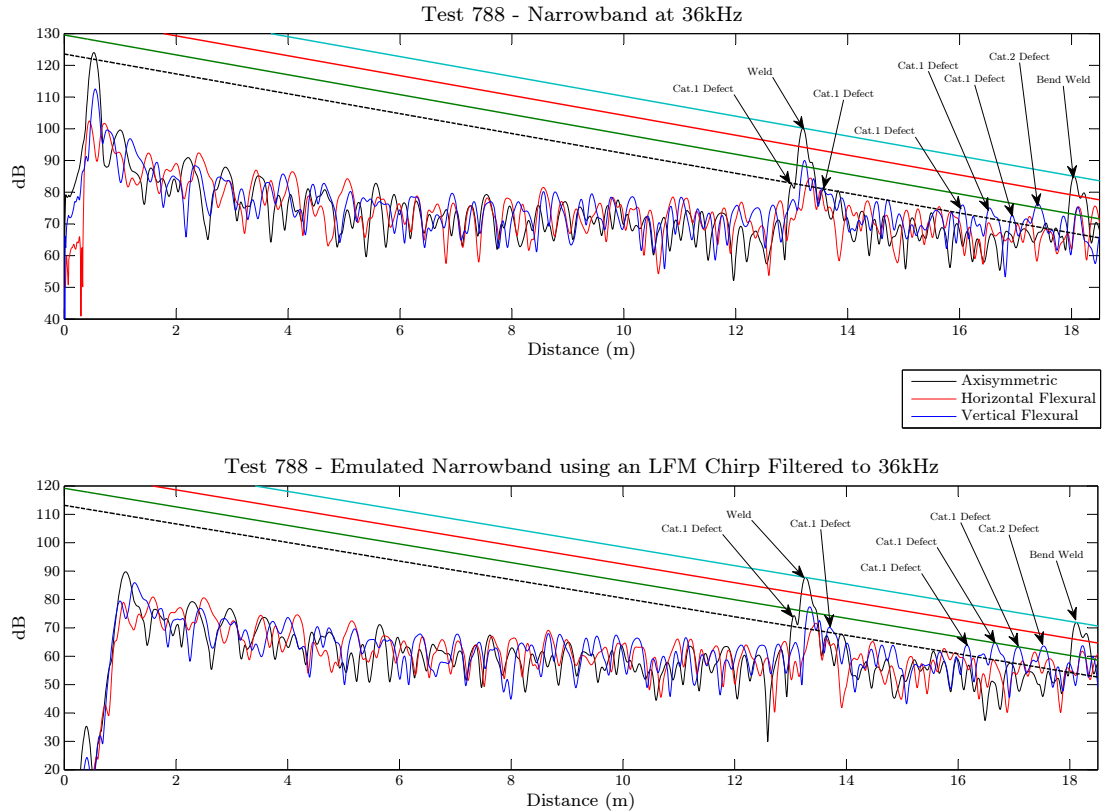 Test 788 - Narrowband at 36kHz
130
120
110
100
90
80
70
60
50
40
dB
0
2
4
6
8
10
12
14
16
18
Distance (m)
Cat.1 Defect
Weld
Cat.1 Defect
Cat.1 Defect
Cat.1 Defect
Cat.1 Defect
Cat.2 Defect
Bend Weld
Axisymmetric
Horizontal Flexural
Vertical Flexural
Test 788 - Emulated Narrowband using an LFM Chirp Filtered to 36kHz
120
110
100
90
80
70
60
50
40
30
20
dB
0
2
4
6
8
10
12
14
16
18
Distance (m)
Cat.1 Defect
Weld
Cat.1 Defect
Cat.1 Defect
Cat.1 Defect
Cat.1 Defect
Cat.2 Defect
Bend Weld